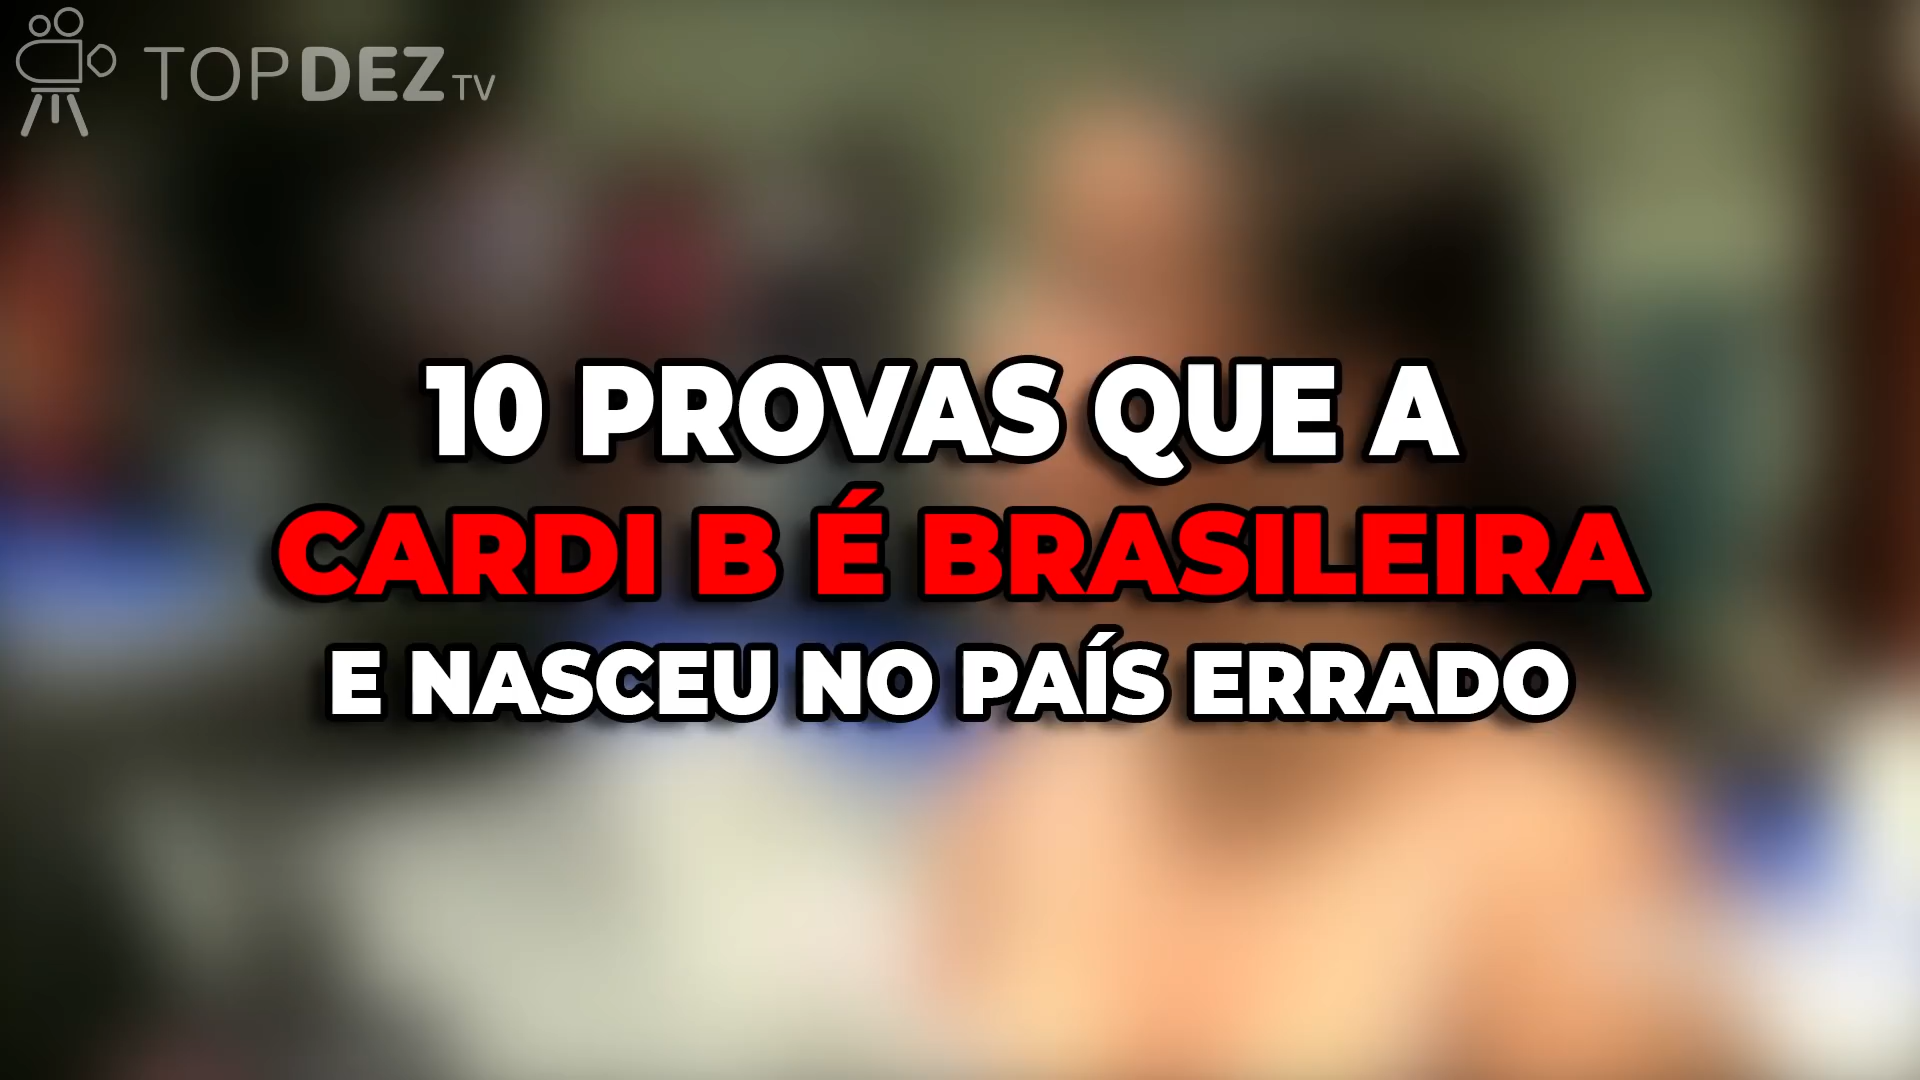 TOPDEZ TV
10 PROVAS QUE A
CARDI B É BRASILEIRA
E NASCEU NO PAÍS ERRADO